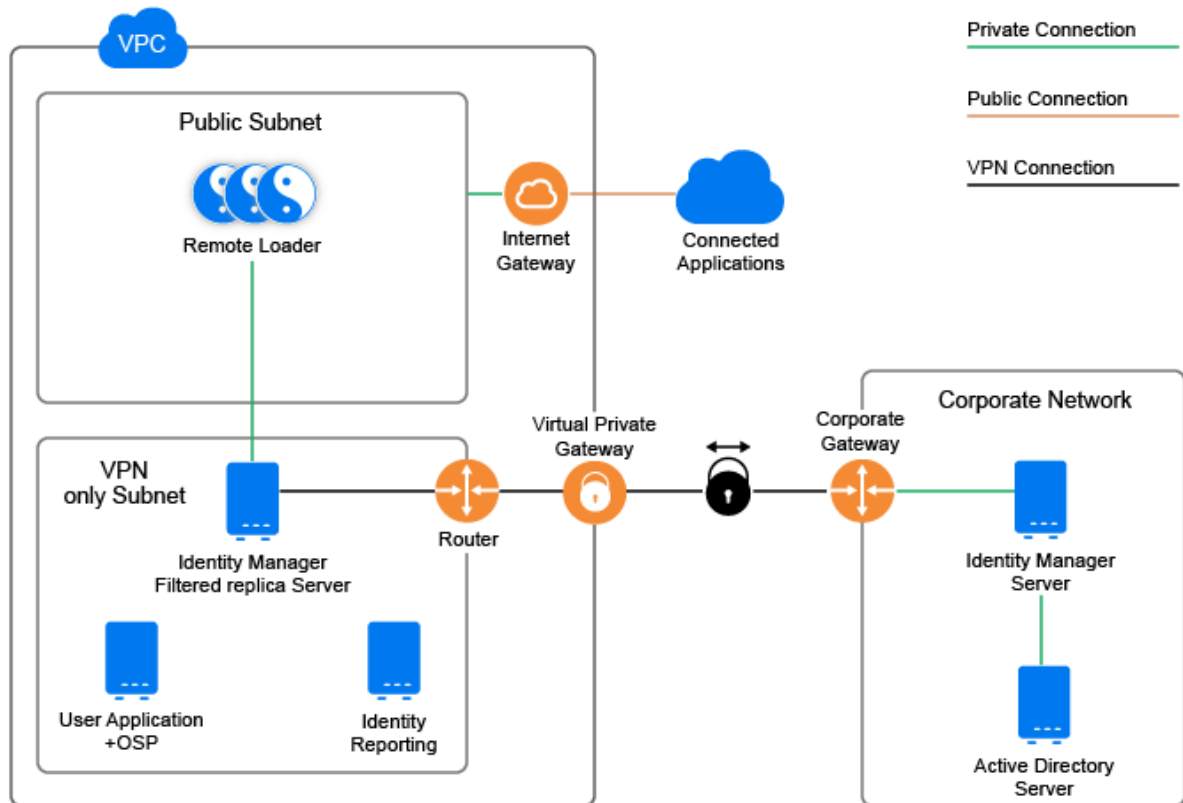 VPC
Private Connection
Public Connection
VPN Connection
Public Subnet
Remote Loader
Internet
Gateway
Connected
Applications
VPN
only Subnet
Identity Manager
Filtered replica Server
Router
Virtual Private
Gateway
Corporate
Gateway
Corporate Network
Identity Manager
Server
User Application
+OSP
Identity
Reporting
Active Directory
Server